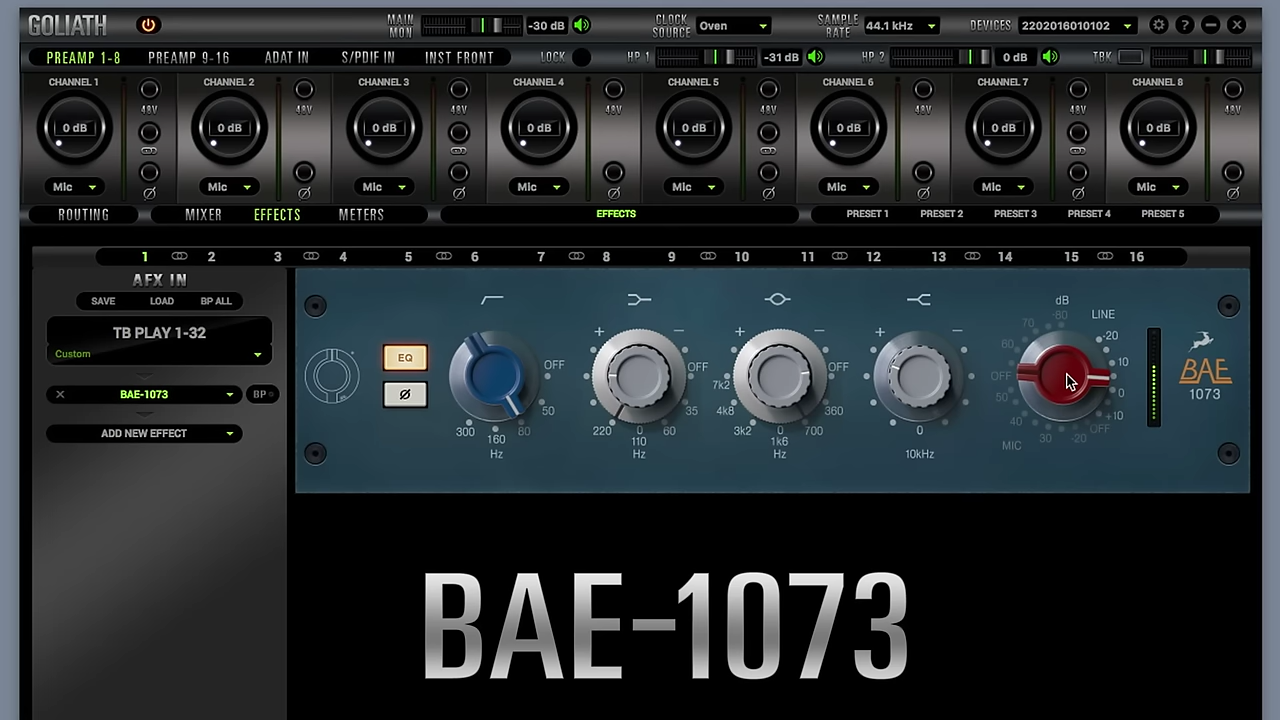 GOLIATH
MAIN MON -30 dB CLOCK SOURCE Oven SAMPLE RATE 44.1 kHz DEVICES 2202016010102 ?
PREAMP 1-8 PREAMP 9-16 ADAT IN S/PDIF IN INST FRONT LOCK HP 1 -31 dB HP 2 0 dB TBK
CHANNEL 1 CHANNEL 2 CHANNEL 3 CHANNEL 4 CHANNEL 5 CHANNEL 6 CHANNEL 7 CHANNEL 8
48V 48V 48V 48V 48V 48V 48V 48V
0 dB 0 dB 0 dB 0 dB 0 dB 0 dB 0 dB 0 dB
Mic Mic Mic Mic Mic Mic Mic Mic
ROUTING MIXER EFFECTS METERS EFFECTS PRESET 1 PRESET 2 PRESET 3 PRESET 4 PRESET 5
1 2 3 4 5 6 7 8 9 10 11 12 13 14 15 16
AFX IN
SAVE LOAD BP ALL
TB PLAY 1-32
Custom
BAE-1073 BP
ADD NEW EFFECT
EQ
Ø
OFF
50
80
160
300
Hz
+ −
OFF
35
60
0
110
220
Hz
+ −
OFF
360
700
0
1k6
3k2
4k8
7k2
Hz
+ −
0
10kHz
dB
-80
70
60
OFF
50
40
30
-20
OFF
MIC
LINE
-20
10
0
+10
BAE
1073
BAE-1073